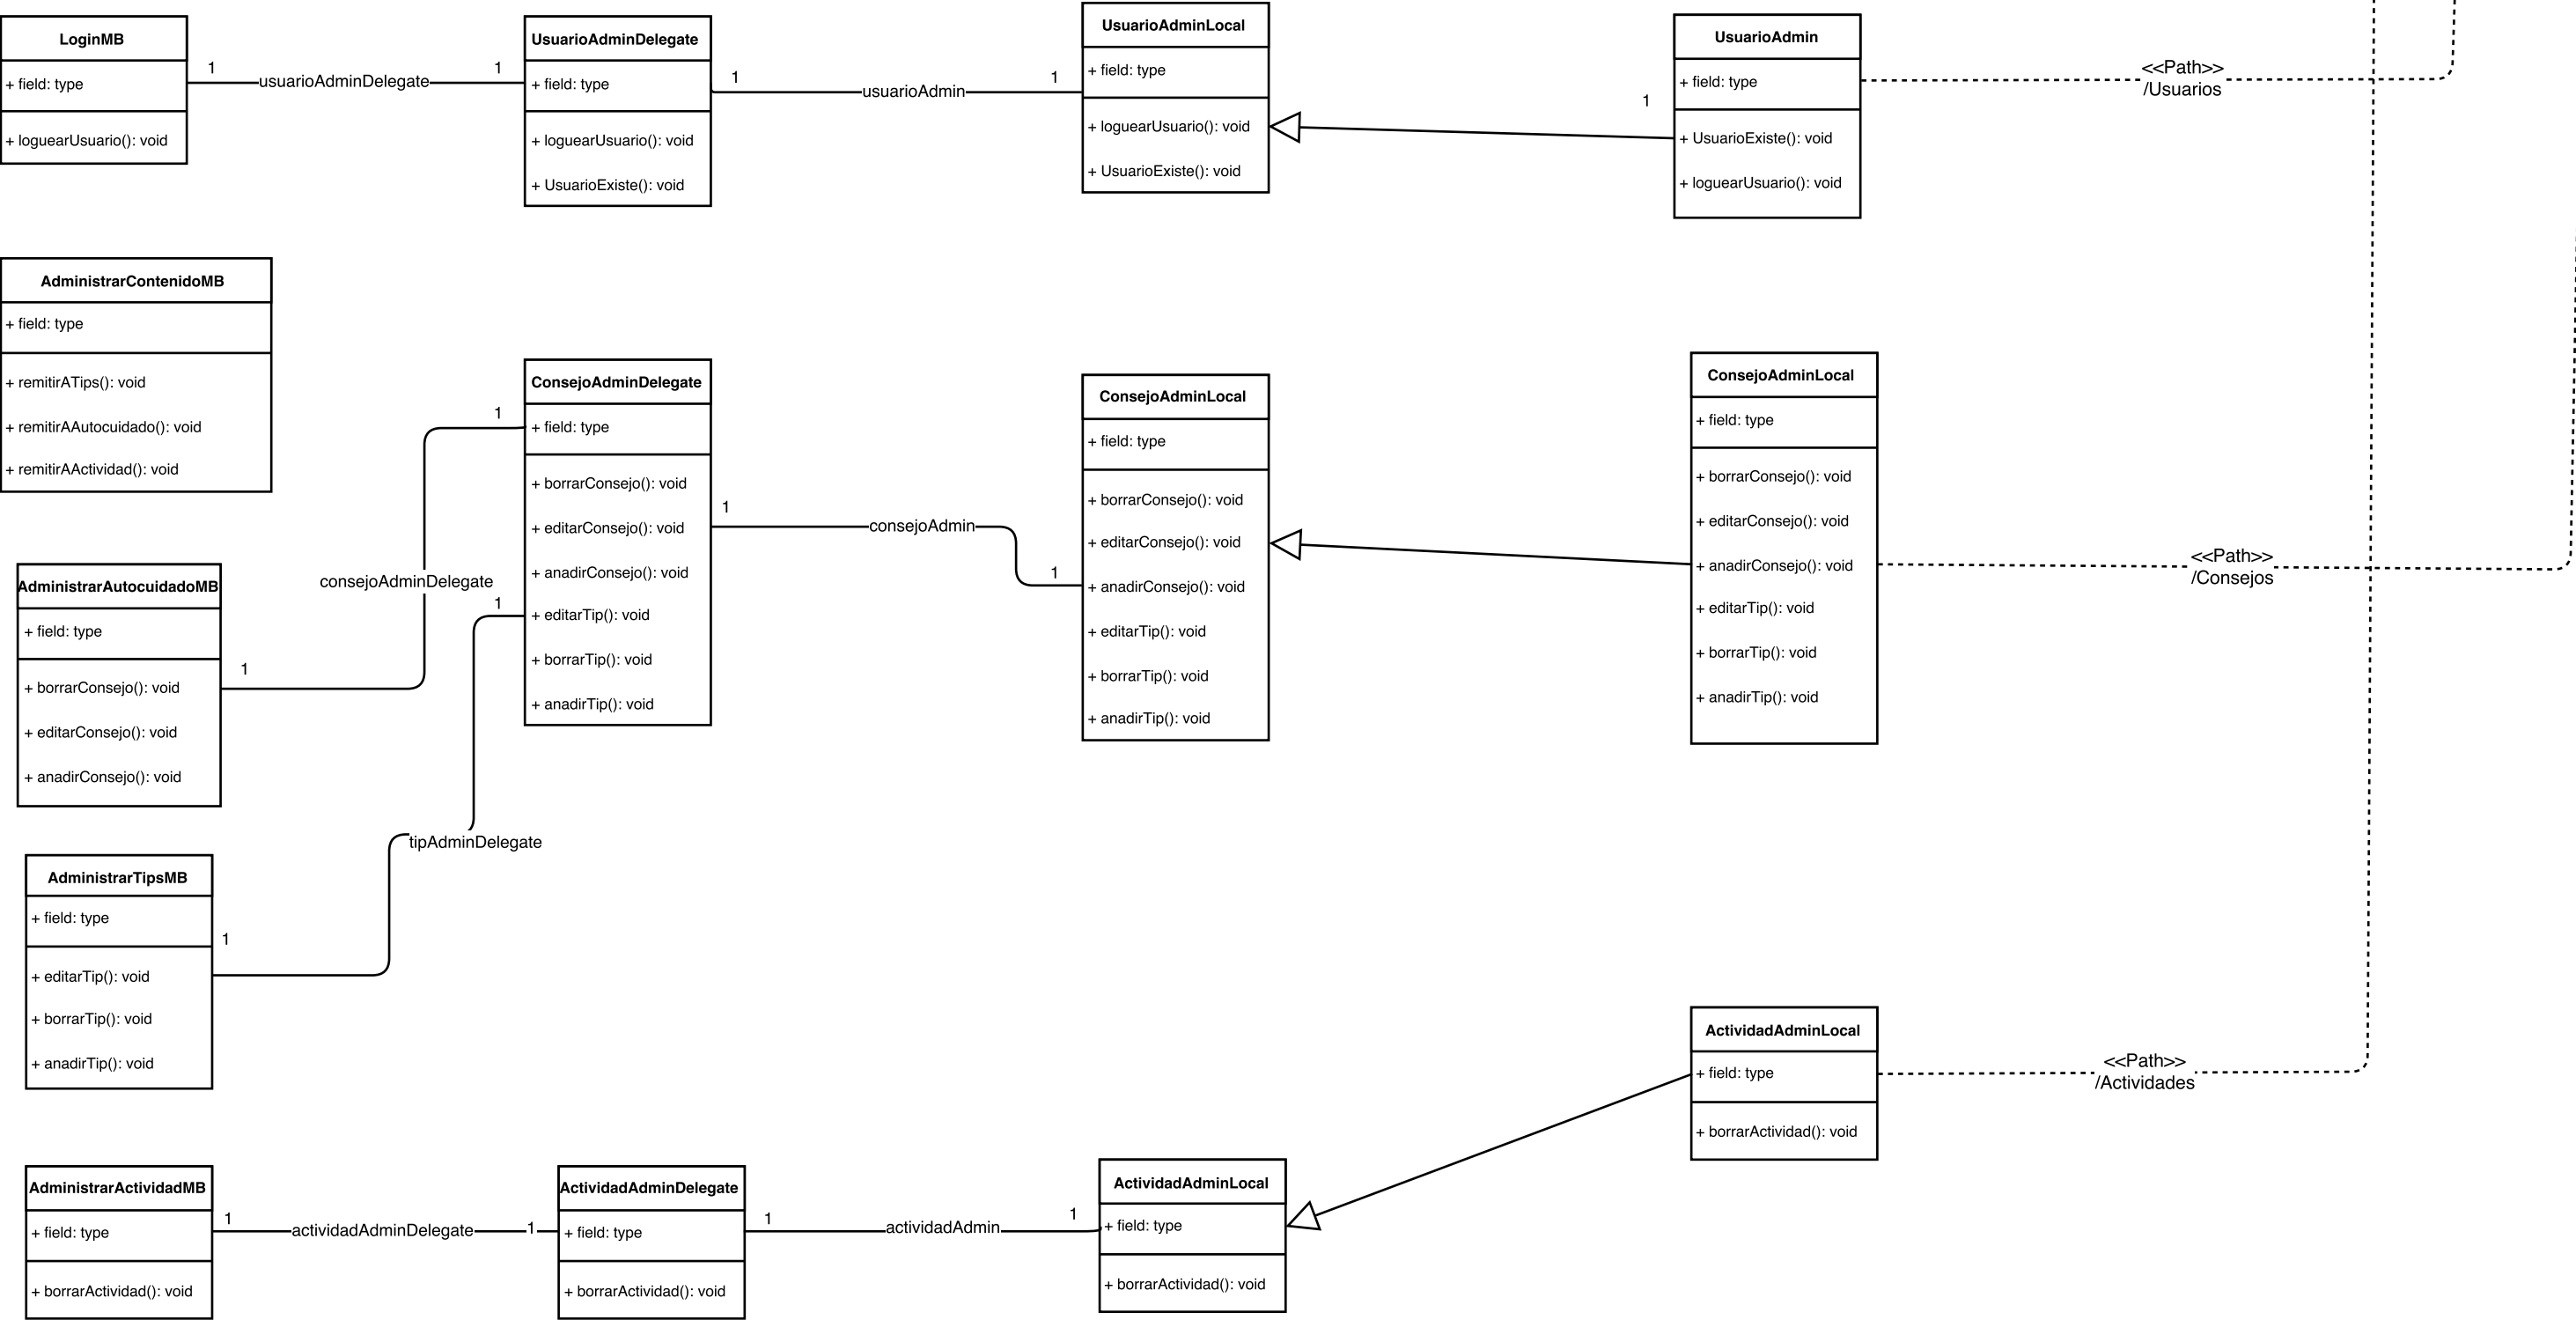 LoginMB
+ field: type
+ loguearUsuario(): void
1
usuarioAdminDelegate
1
UsuarioAdminDelegate
+ field: type
+ loguearUsuario(): void
+ UsuarioExiste(): void
1
usuarioAdmin
1
UsuarioAdminLocal
+ field: type
+ loguearUsuario(): void
+ UsuarioExiste(): void
1
UsuarioAdmin
+ field: type
+ UsuarioExiste(): void
+ loguearUsuario(): void
<<Path>>
/Usuarios
AdministrarContenidoMB
+ field: type
+ remitirATips(): void
+ remitirAAutocuidado(): void
+ remitirAActividad(): void
AdministrarAutocuidadoMB
+ field: type
+ borrarConsejo(): void
+ editarConsejo(): void
+ anadirConsejo(): void
1
consejoAdminDelegate
1
1
tipAdminDelegate
1
AdministrarTipsMB
+ field: type
+ editarTip(): void
+ borrarTip(): void
+ anadirTip(): void
ConsejoAdminDelegate
+ field: type
+ borrarConsejo(): void
+ editarConsejo(): void
+ anadirConsejo(): void
+ editarTip(): void
+ borrarTip(): void
+ anadirTip(): void
1
consejoAdmin
1
ConsejoAdminLocal
+ field: type
+ borrarConsejo(): void
+ editarConsejo(): void
+ anadirConsejo(): void
+ editarTip(): void
+ borrarTip(): void
+ anadirTip(): void
ConsejoAdminLocal
+ field: type
+ borrarConsejo(): void
+ editarConsejo(): void
+ anadirConsejo(): void
+ editarTip(): void
+ borrarTip(): void
+ anadirTip(): void
<<Path>>
/Consejos
AdministrarActividadMB
+ field: type
+ borrarActividad(): void
1
actividadAdminDelegate
1
ActividadAdminDelegate
+ field: type
+ borrarActividad(): void
1
actividadAdmin
1
ActividadAdminLocal
+ field: type
+ borrarActividad(): void
ActividadAdminLocal
+ field: type
+ borrarActividad(): void
<<Path>>
/Actividades